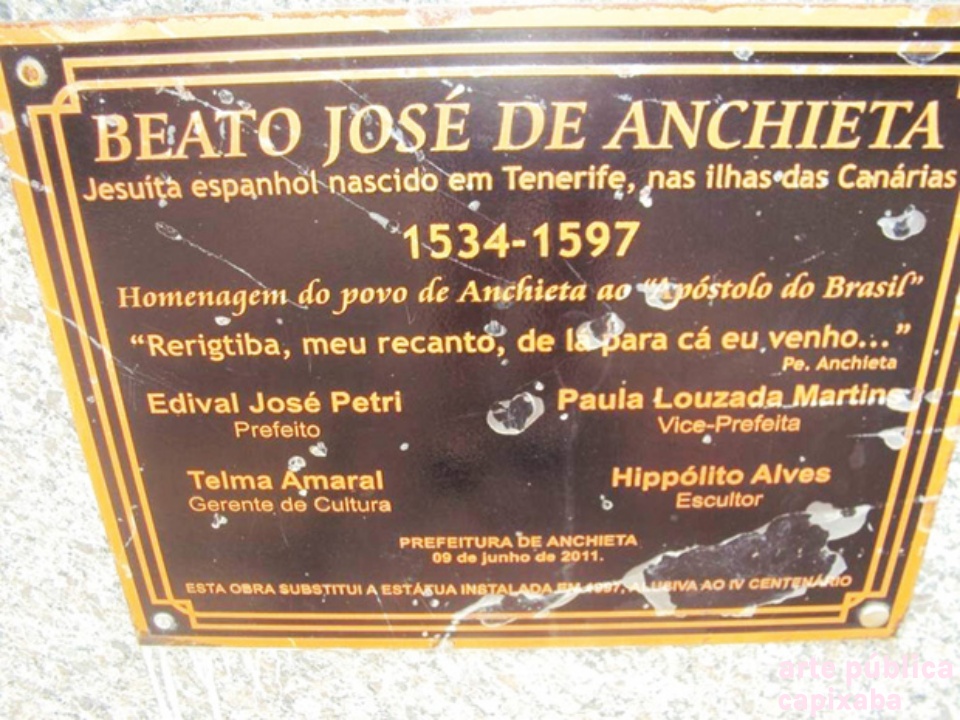 BEATO JOSÉ DE ANCHIETA
Jesuíta espanhol nascido em Tenerife, nas ilhas das Canárias
1534-1597
Homenagem do povo de Anchieta ao "Apóstolo do Brasil"
"Rerigtiba, meu recanto, de lá para cá eu venho..."
Pe. Anchieta
Edival José Petri
Prefeito
Paula Louzada Martins
Vice-Prefeita
Telma Amaral
Gerente de Cultura
Hippólito Alves
Escultor
PREFEITURA DE ANCHIETA
09 de junho de 2011.
ESTA OBRA SUBSTITUI A ESTÁTUA INSTALADA EM 1997, ALUSIVA AO IV CENTENÁRIO
arte pública
capixaba